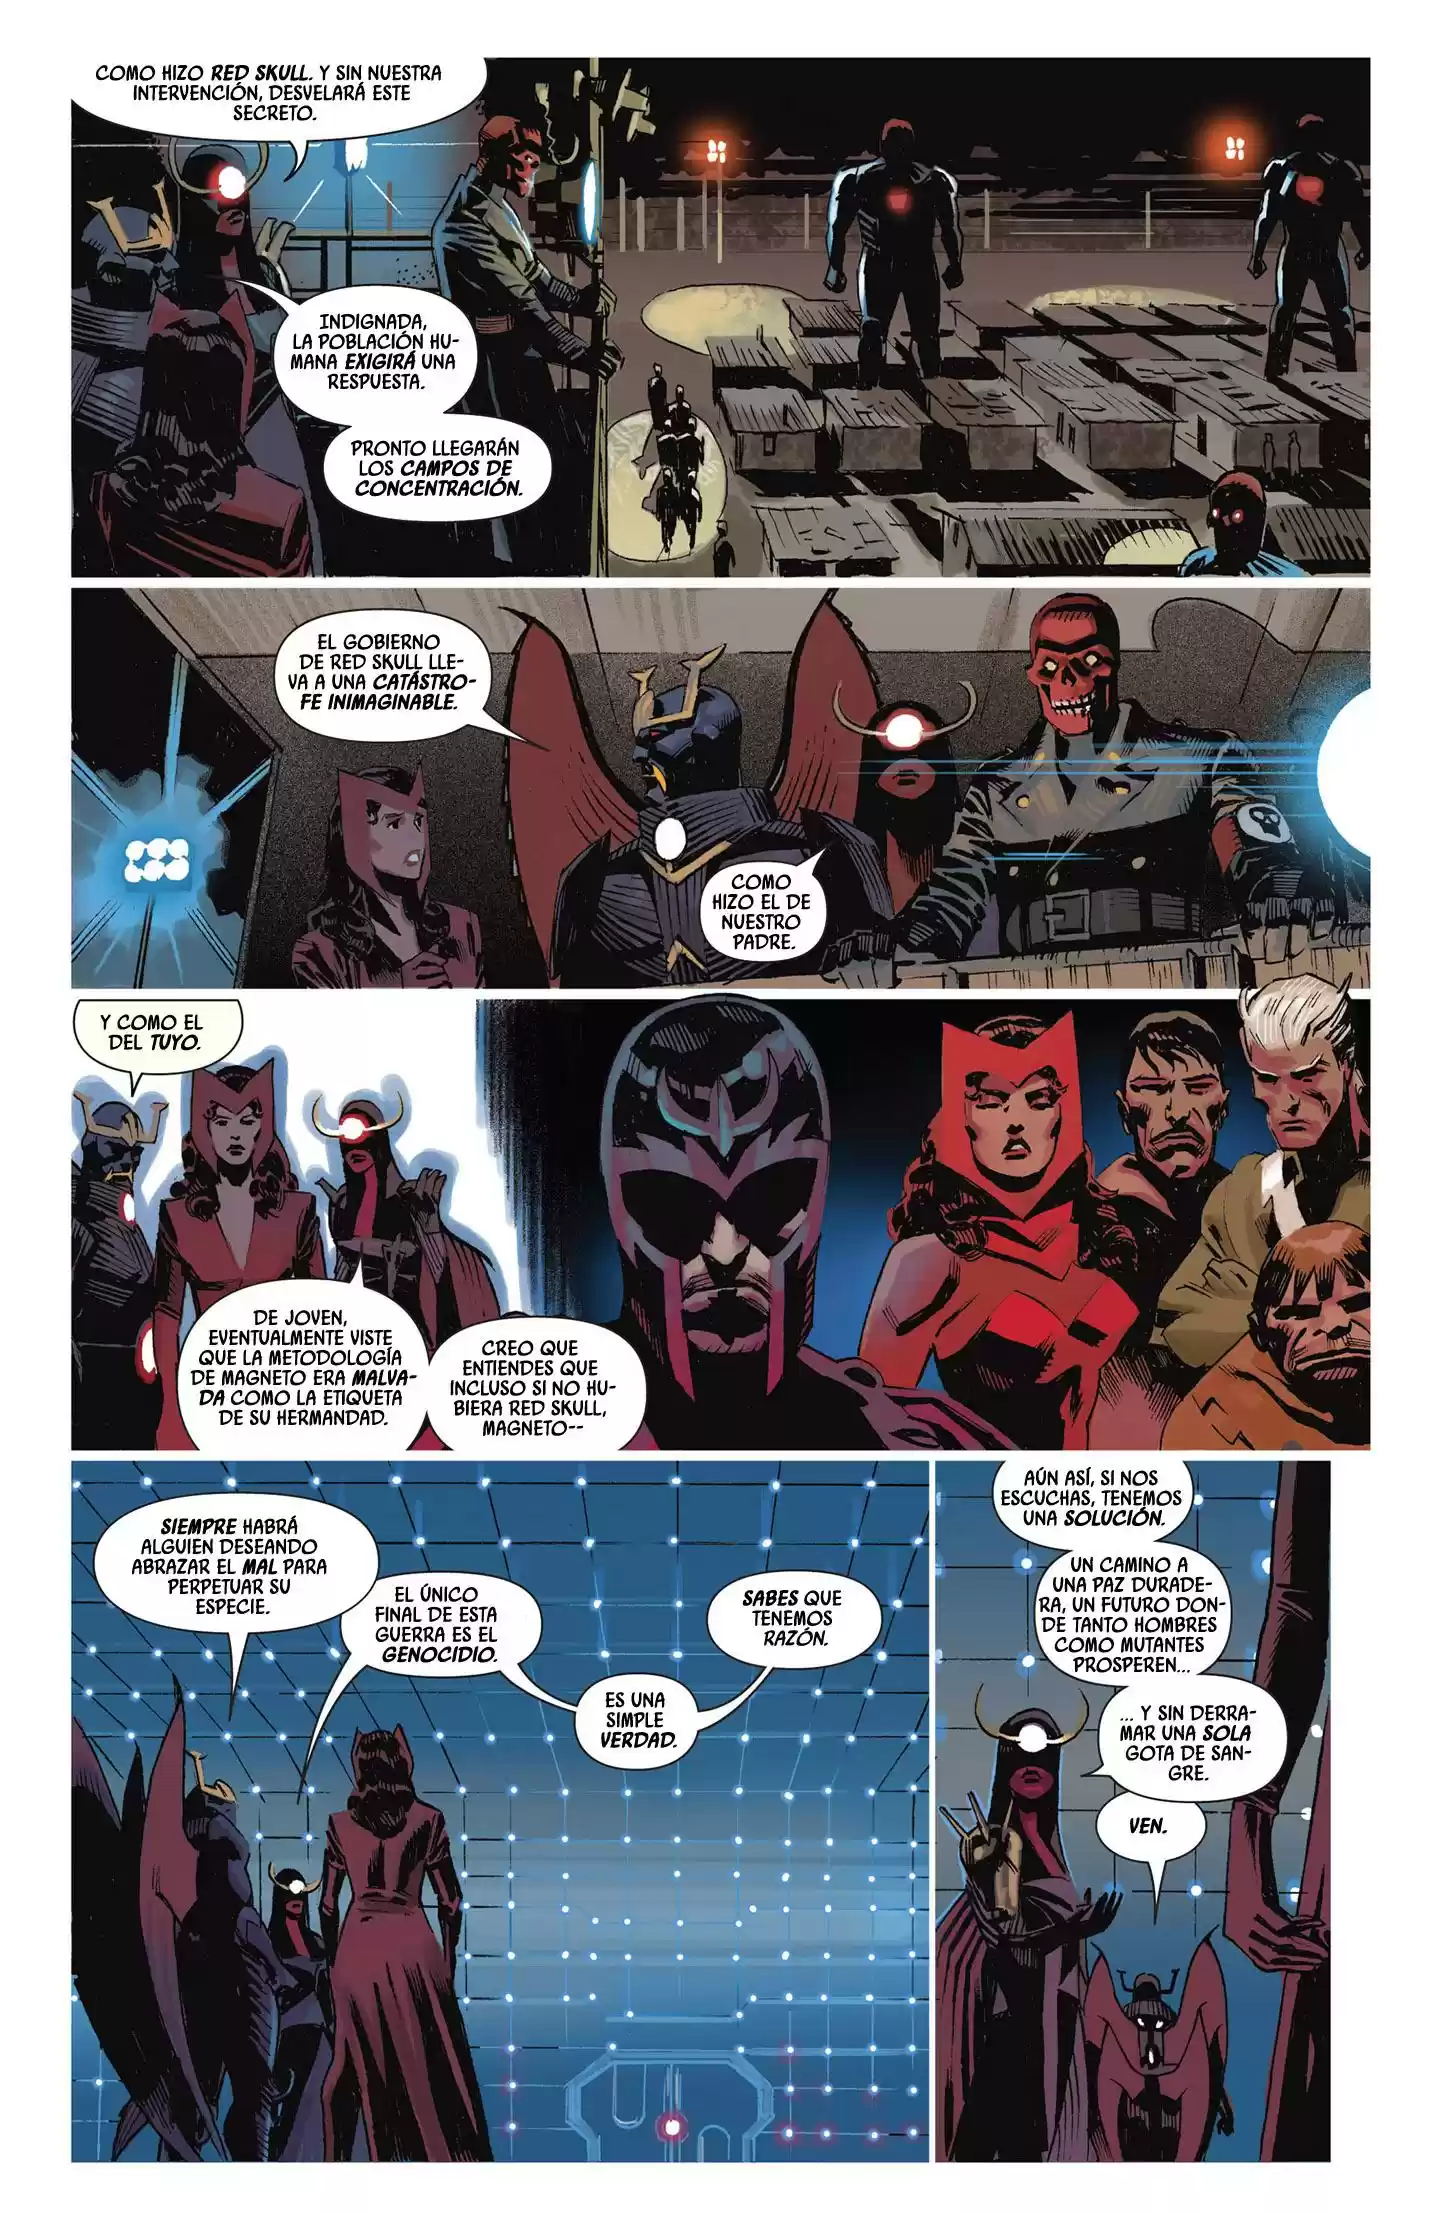 COMO HIZO RED SKULL. Y SIN NUESTRA
INTERVENCIÓN, DESVELARÁ ESTE
SECRETO.
INDIGNADA,
LA POBLACIÓN HU-
MANA EXIGIRÁ UNA
RESPUESTA.
PRONTO LLEGARÁN
LOS CAMPOS DE
CONCENTRACIÓN.
EL GOBIERNO
DE RED SKULL LLE-
VA A UNA CATÁSTRO-
FE INIMAGINABLE.
COMO
HIZO EL DE
NUESTRO
PADRE.
Y COMO EL
DEL TUYO.
DE JOVEN,
EVENTUALMENTE VISTE
QUE LA METODOLOGÍA
DE MAGNETO ERA MALVA-
DA COMO LA ETIQUETA
DE SU HERMANDAD.
CREO QUE
ENTIENDES QUE
INCLUSO SI NO HU-
BIERA RED SKULL,
MAGNETO--
SIEMPRE HABRÁ
ALGUIEN DESEANDO
ABRAZAR EL MAL PARA
PERPETUAR SU
ESPECIE.
EL ÚNICO
FINAL DE ESTA
GUERRA ES EL
GENOCIDIO.
ES UNA
SIMPLE
VERDAD.
SABES QUE
TENEMOS
RAZÓN.
AÚN ASÍ, SI NOS
ESCUCHAS, TENEMOS
UNA SOLUCIÓN.
UN CAMINO A
UNA PAZ DURADE-
RA, UN FUTURO DON-
DE TANTO HOMBRES
COMO MUTANTES
PROSPEREN...
... Y SIN DERRA-
MAR UNA SOLA
GOTA DE SAN-
GRE.
VEN.